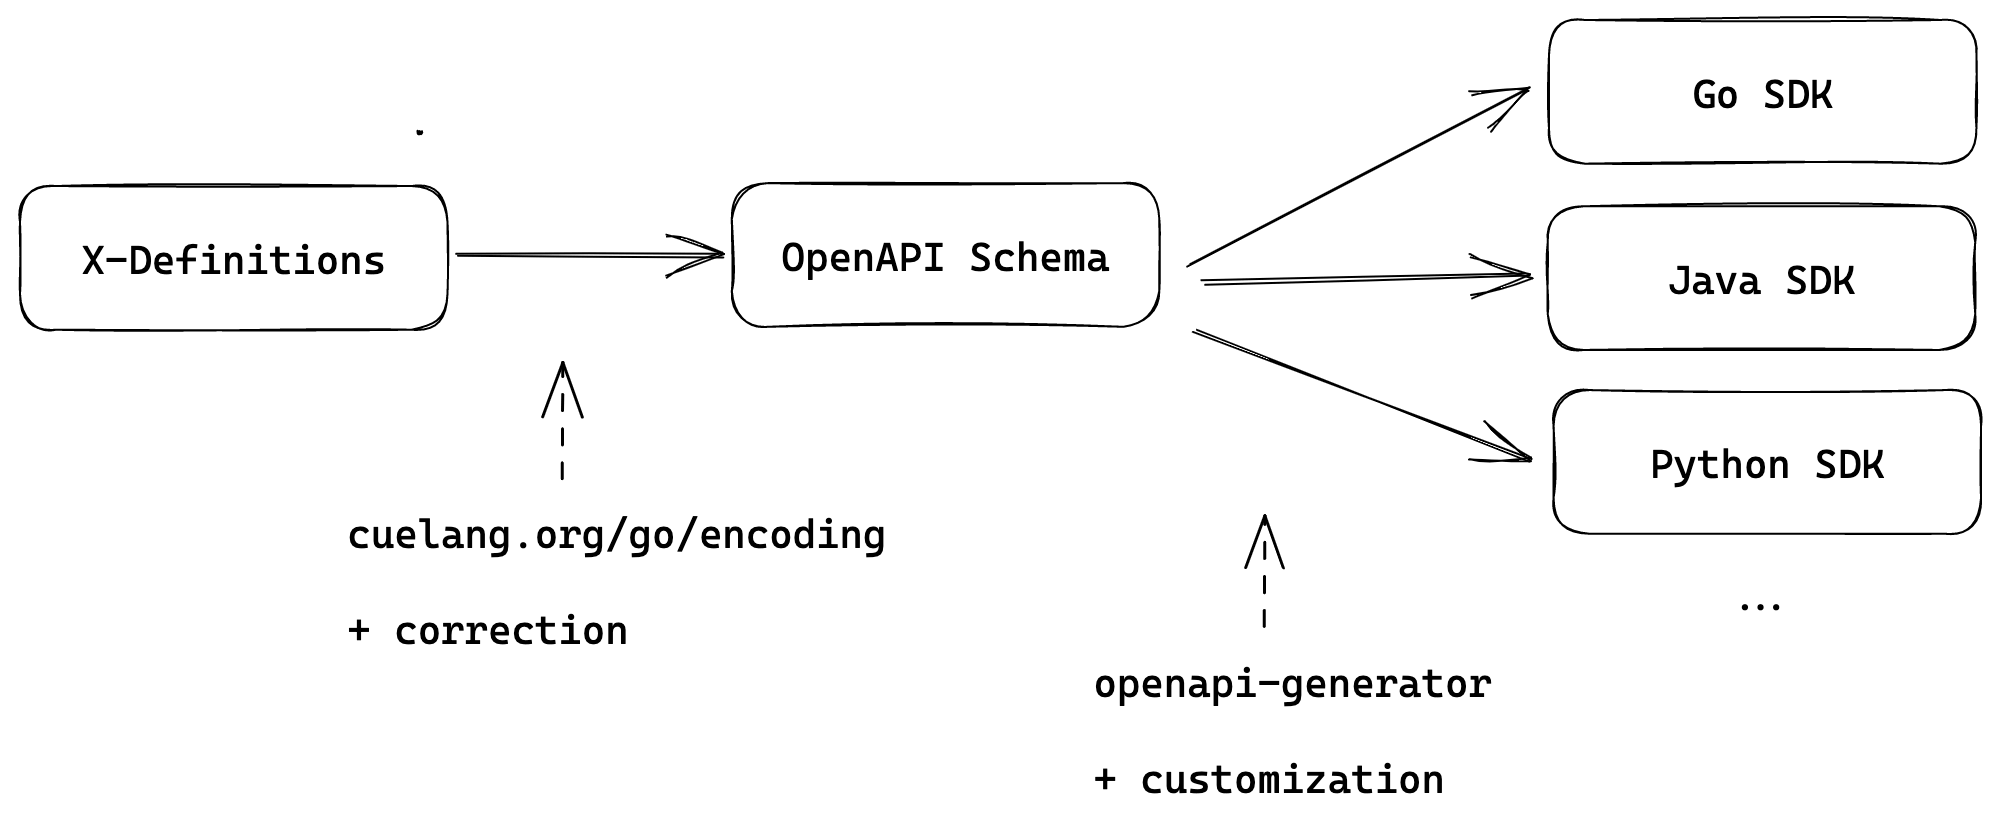 X-Definitions
OpenAPI Schema
Go SDK
Java SDK
Python SDK
...
cuelang.org/go/encoding
+ correction
openapi-generator
+ customization